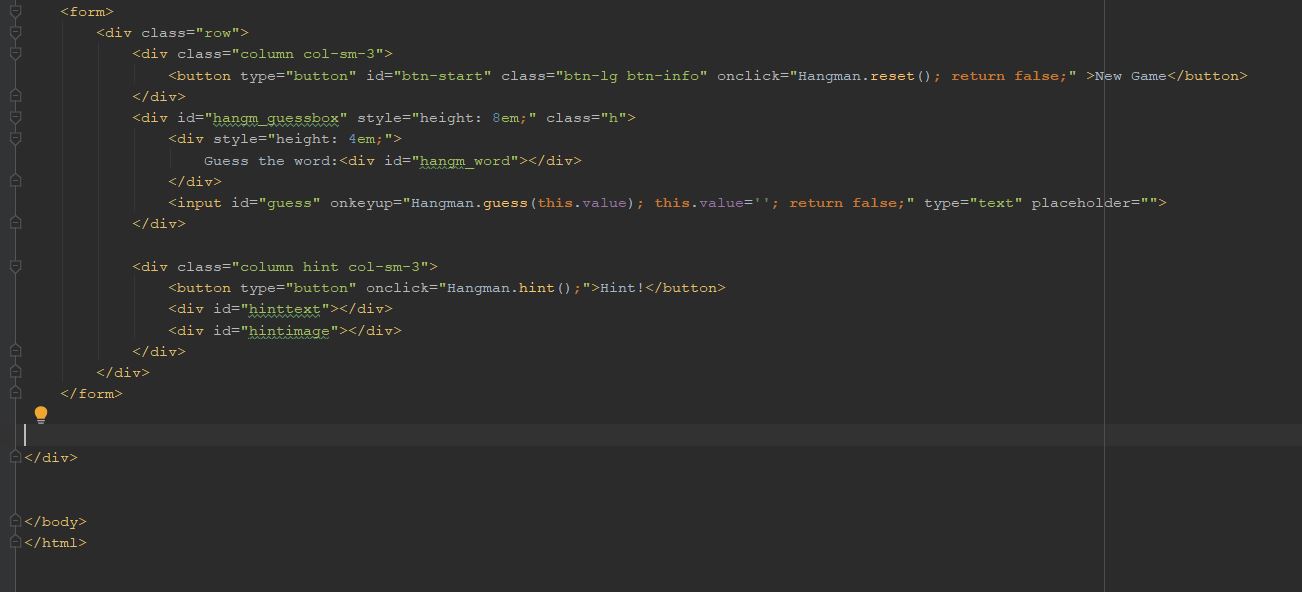 <form>
<div class="row">
<div class="column col-sm-3">
<button type="button" id="btn-start" class="btn-lg btn-info" onclick="Hangman.reset(); return false;" >New Game</button>
</div>
<div id="hangm_guessbox" style="height: 8em;" class="h">
<div style="height: 4em;">
Guess the word:<div id="hangm_word"></div>
</div>
<input id="guess" onkeyup="Hangman.guess(this.value); this.value=''; return false;" type="text" placeholder="">
</div>
<div class="column hint col-sm-3">
<button type="button" onclick="Hangman.hint();">Hint!</button>
<div id="hinttext"></div>
<div id="hintimage"></div>
</div>
</div>
</form>
</div>
</body>
</html>